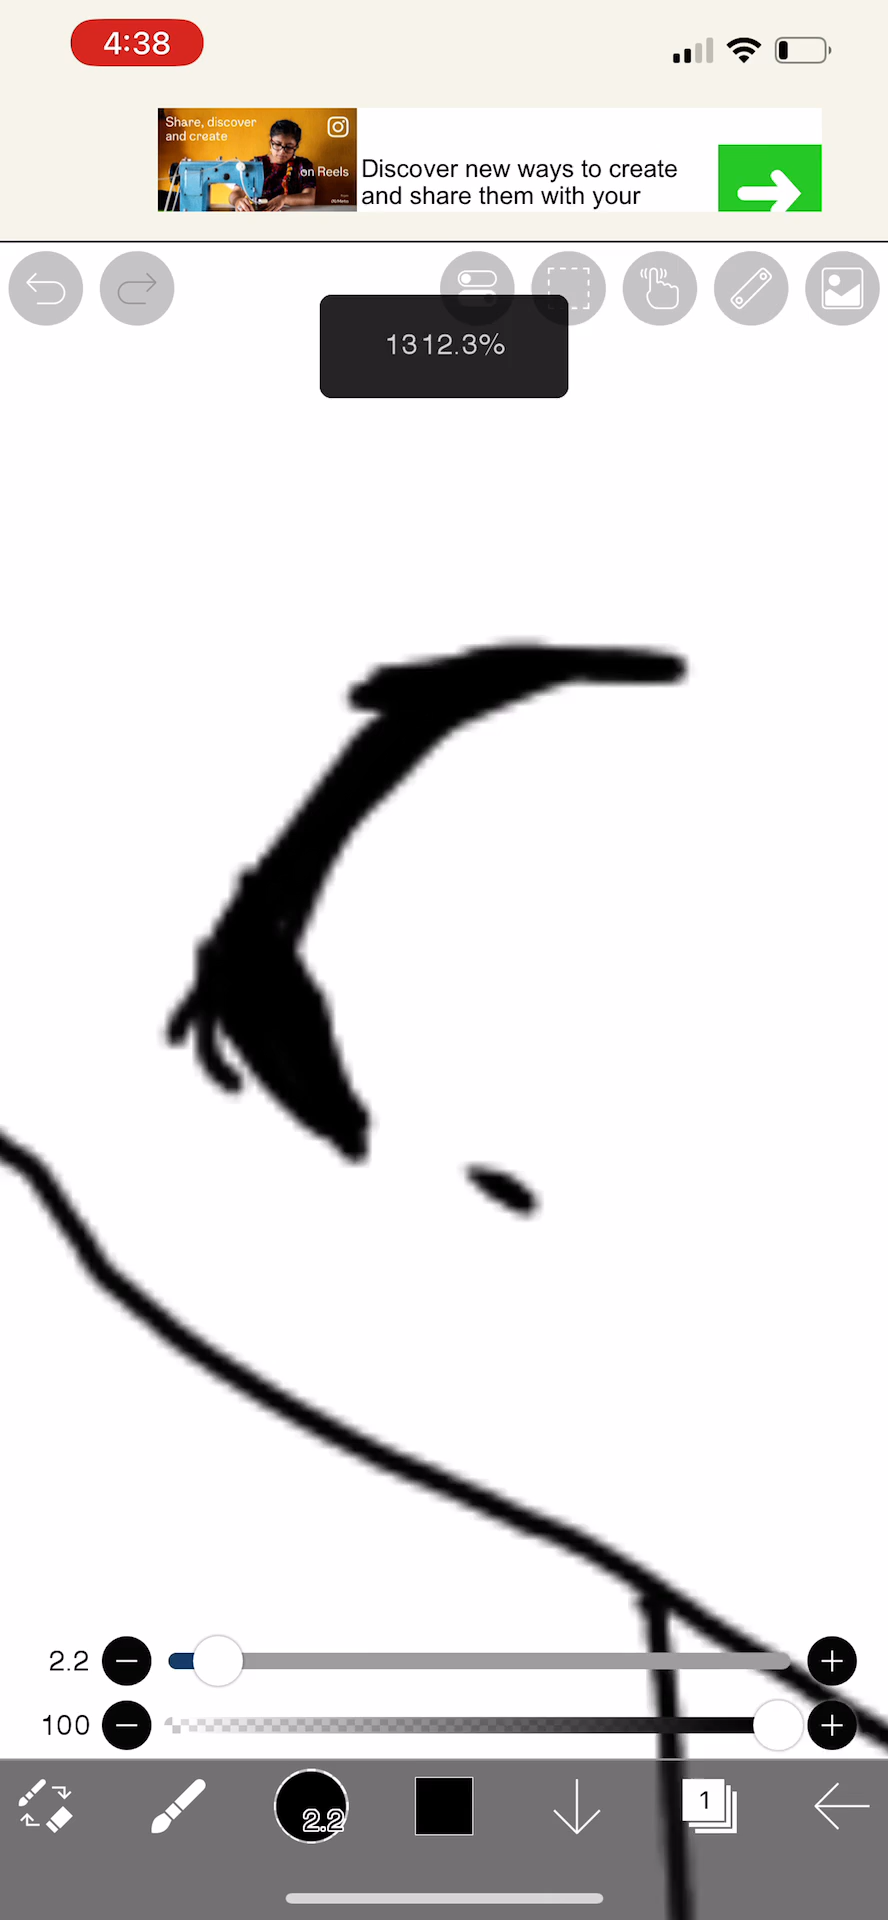 4:38
Share, discover
and create
on Reels
Discover new ways to create
and share them with your
1312.3%
2.2
100
2.2
1